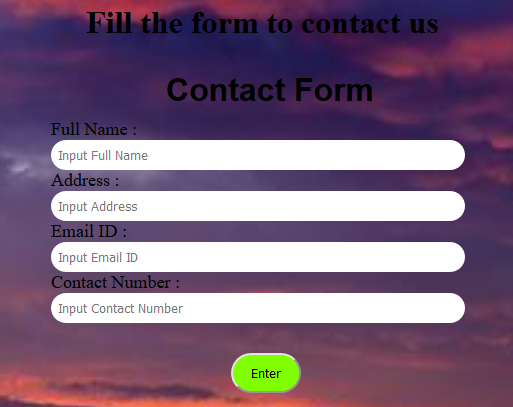 Fill the form to contact us
Contact Form
Full Name :
Input Full Name
Address :
Input Address
Email ID :
Input Email ID
Contact Number :
Input Contact Number
Enter